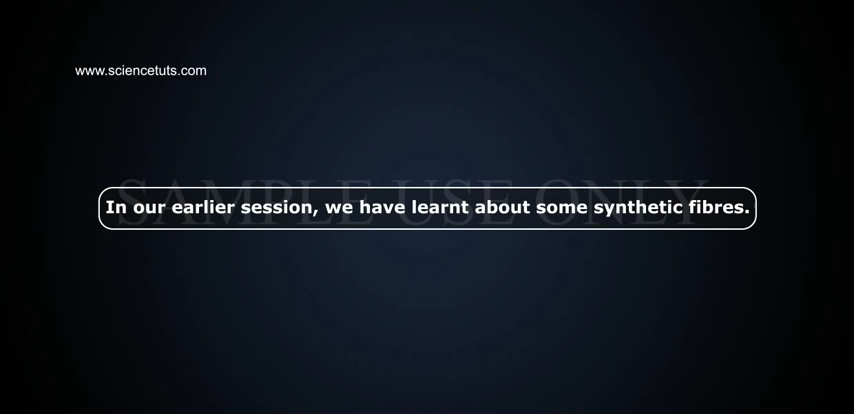 www.sciencetuts.com
SAMPLE USE ONLY
In our earlier session, we have learnt about some synthetic fibres.